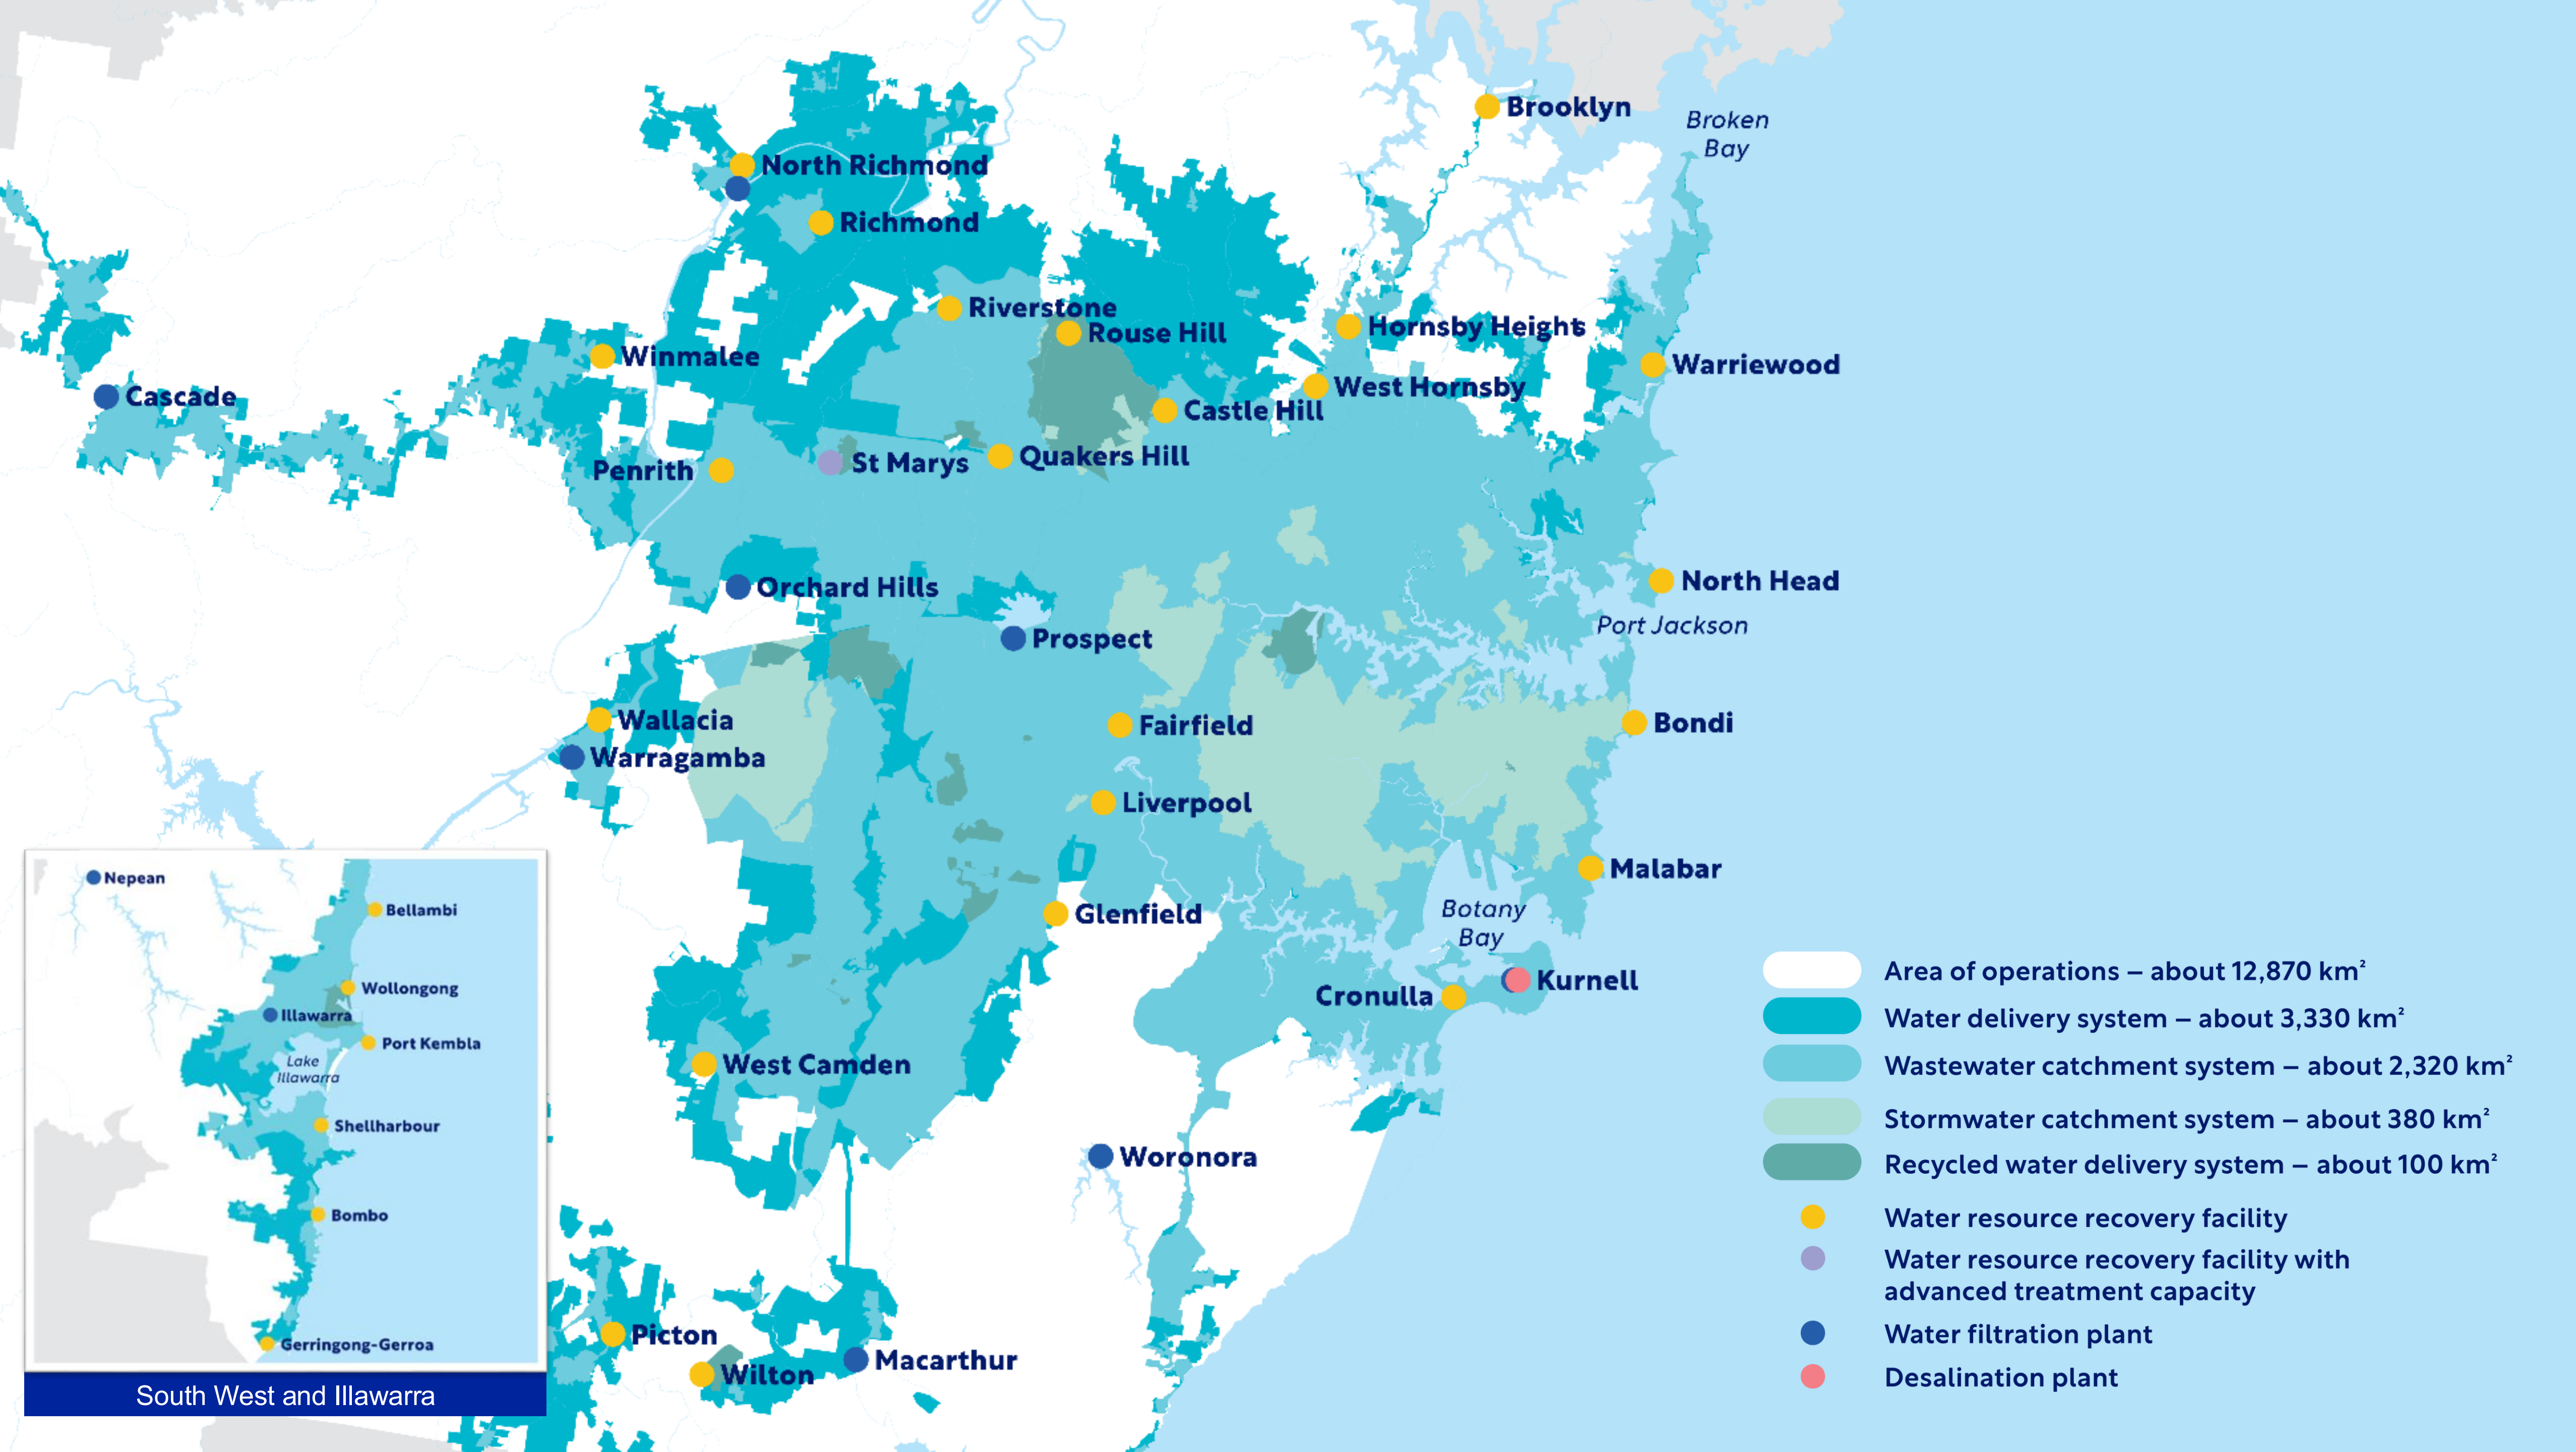 Brooklyn
Broken
Bay
North Richmond
Richmond
Riverstone
Rouse Hill
Hornsby Heights
Winmalee
Warriewood
West Hornsby
Cascade
Castle Hill
Quakers Hill
St Marys
Penrith
North Head
Orchard Hills
Port Jackson
Prospect
Wallacia
Fairfield
Bondi
Warragamba
Liverpool
Malabar
Glenfield
Botany
Bay
Kurnell
Cronulla
West Camden
Woronora
Picton
Macarthur
Wilton
Nepean
Bellambi
Wollongong
Illawarra
Port Kembla
Lake
Illawarra
Shellharbour
Bombo
Gerringong-Gerroa
South West and Illawarra
Area of operations – about 12,870 km²
Water delivery system – about 3,330 km²
Wastewater catchment system – about 2,320 km²
Stormwater catchment system – about 380 km²
Recycled water delivery system – about 100 km²
Water resource recovery facility
Water resource recovery facility with
advanced treatment capacity
Water filtration plant
Desalination plant